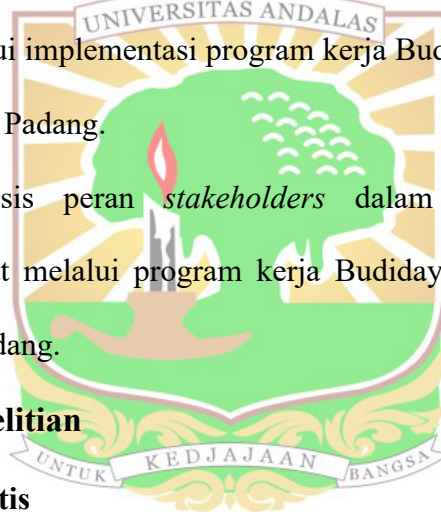 UNIVERSITAS ANDALAS
ui implementasi program kerja Bud
Padang.
sis peran stakeholders dalam
t melalui program kerja Budiday
dang.
elitian
UNTUK KEDJAJAAN BANGSA
tis